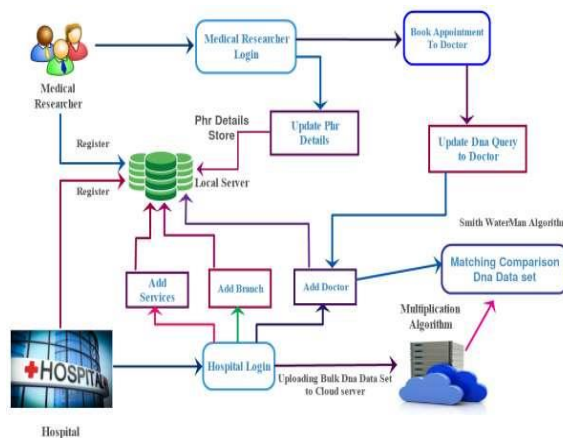 Medical Researcher
Login
Book Appointment
To Doctor
Medical
Researcher
Phr Details
Store
Update Phr
Details
Update Dna Query
to Doctor
Register
Register
Local Server
Smith WaterMan Algorithm
Add
Services
Add Branch
Add Doctor
Matching Comparison
Dna Data set
Multiplication
Algorithm
HOSPITAL
Hospital Login
Uploading Bulk Dna Data Set
to Cloud server
Hospital